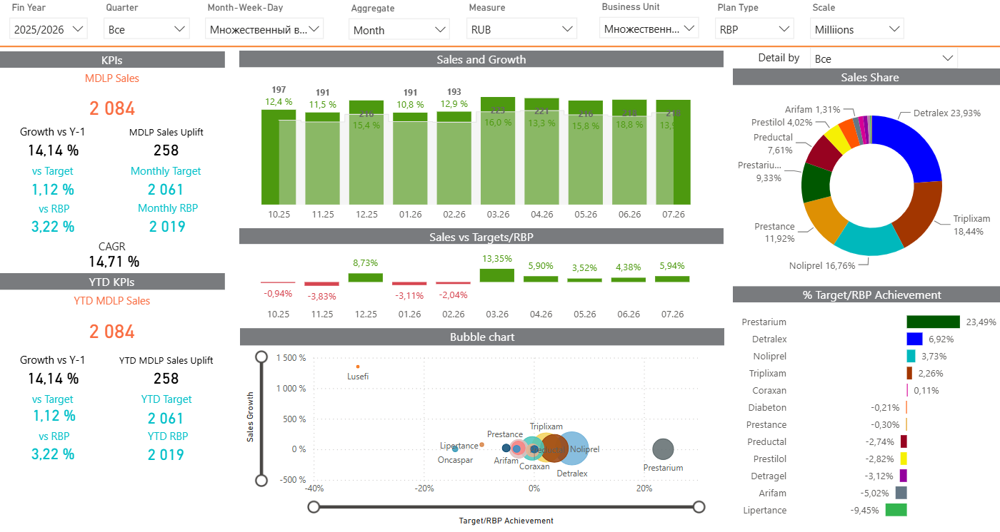 Fin Year
Quarter
Month-Week-Day
Aggregate
Measure
Business Unit
Plan Type
Scale
2025/2026
Все
Множественный в...
Month
RUB
Множественн...
RBP
Milliions
KPIs
MDLP Sales
2 084
Growth vs Y-1
MDLP Sales Uplift
14,14 %
258
vs Target
Monthly Target
1,12 %
2 061
vs RBP
Monthly RBP
3,22 %
2 019
CAGR
14,71 %
YTD KPIs
YTD MDLP Sales
2 084
Growth vs Y-1
YTD MDLP Sales Uplift
14,14 %
258
vs Target
YTD Target
1,12 %
2 061
vs RBP
YTD RBP
3,22 %
2 019
Sales and Growth
197
191
216
191
193
223
221
216
218
218
12,4 %
11,5 %
15,4 %
10,8 %
12,9 %
16,0 %
13,3 %
15,8 %
18,8 %
13,9
10.25
11.25
12.25
01.26
02.26
03.26
04.26
05.26
06.26
07.26
Sales vs Targets/RBP
-0,94%
-3,83%
8,73%
-3,11%
-2,04%
13,35%
5,90%
3,52%
4,38%
5,94%
10.25
11.25
12.25
01.26
02.26
03.26
04.26
05.26
06.26
07.26
Bubble chart
Sales Growth
1 500 %
1 000 %
500 %
0 %
-500 %
Lusefi
Triplixam
Prestance
Lipertance
Preductal
Noliprel
Oncaspar
Arifam
Coraxan
Detralex
Prestarium
-40%
-20%
0%
20%
Target/RBP Achievement
Detail by
Все
Sales Share
Arifam 1,31%
Detralex 23,93%
Prestilol 4,02%
Preductal
7,61%
Prestariu...
9,33%
Triplixam
18,44%
Prestance
11,92%
Noliprel 16,76%
% Target/RBP Achievement
Prestarium
23,49%
Detralex
6,92%
Noliprel
3,73%
Triplixam
2,26%
Coraxan
0,11%
Diabeton
-0,21%
Prestance
-0,30%
Preductal
-2,74%
Prestilol
-2,82%
Detragel
-3,12%
Arifam
-5,02%
Lipertance
-9,45%